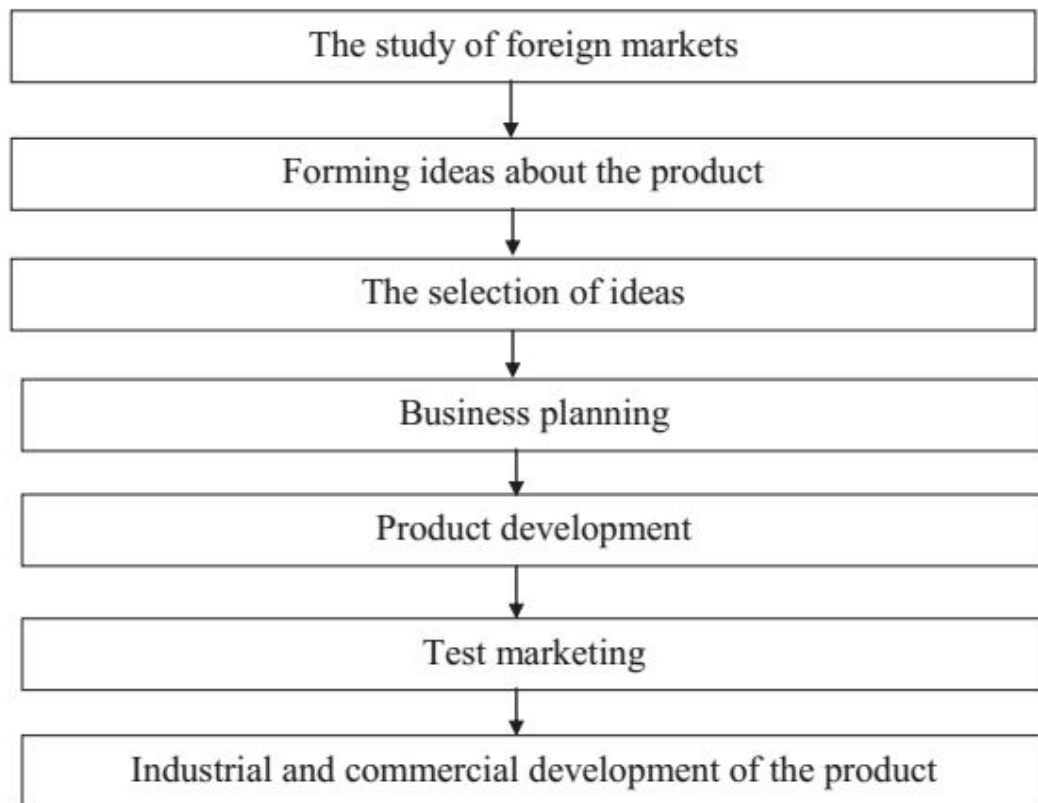 The study of foreign markets
Forming ideas about the product
The selection of ideas
Business planning
Product development
Test marketing
Industrial and commercial development of the product